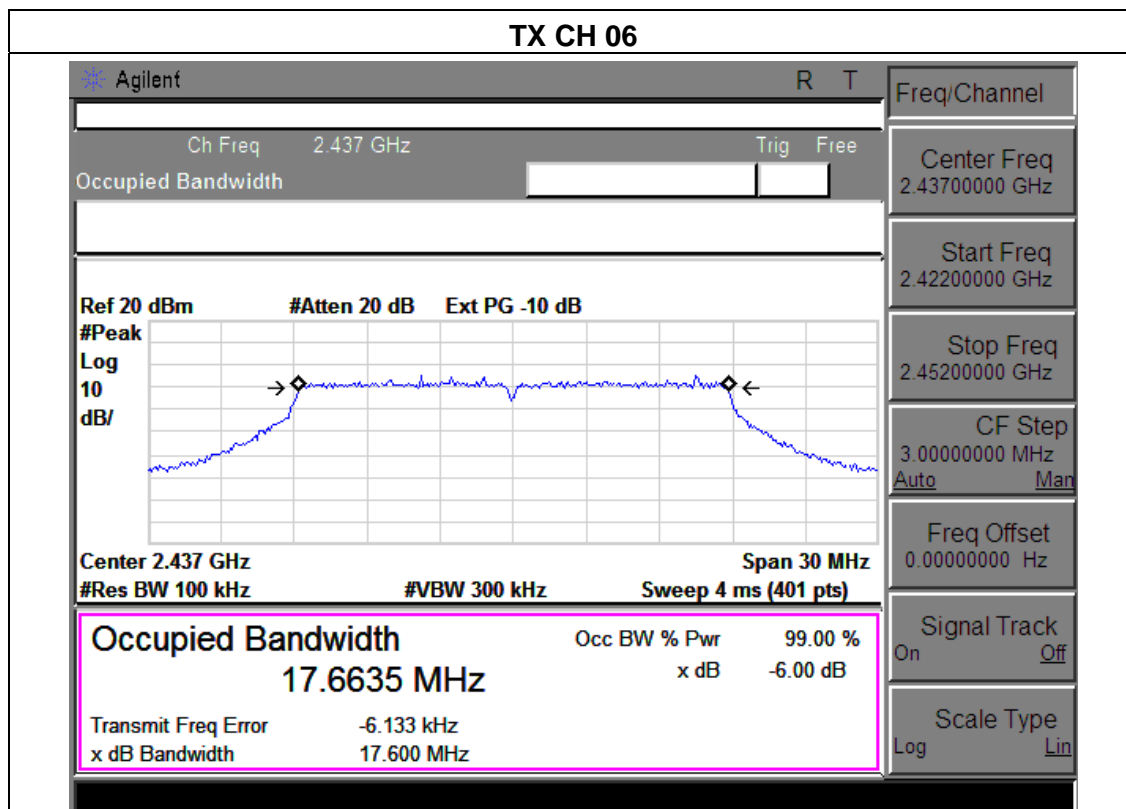 TX CH 06
Agilent R T
Ch Freq 2.437 GHz Trig Free
Occupied Bandwidth
Ref 20 dBm #Atten 20 dB Ext PG -10 dB
#Peak
Log
10
dB/
Center 2.437 GHz Span 30 MHz
#Res BW 100 kHz #VBW 300 kHz Sweep 4 ms (401 pts)
Occupied Bandwidth Occ BW % Pwr 99.00 %
17.6635 MHz x dB -6.00 dB
Transmit Freq Error -6.133 kHz
x dB Bandwidth 17.600 MHz
Freq/Channel
Center Freq
2.43700000 GHz
Start Freq
2.42200000 GHz
Stop Freq
2.45200000 GHz
CF Step
3.00000000 MHz
Auto Man
Freq Offset
0.00000000 Hz
Signal Track
On Off
Scale Type
Log Lin